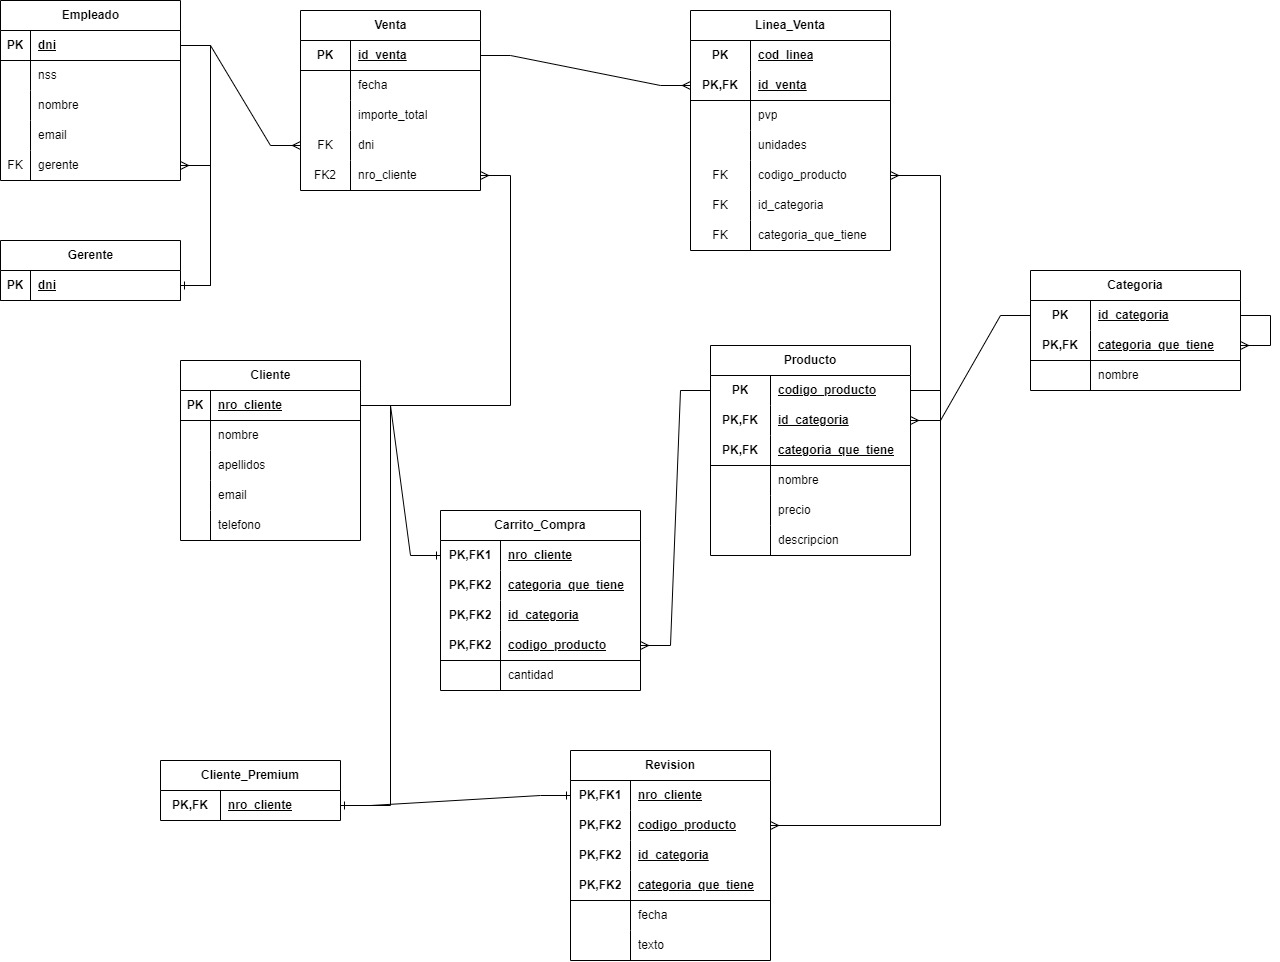 Empleado
PK dni
nss
nombre
email
FK gerente
Venta
PK id_venta
fecha
importe_total
FK dni
FK2 nro_cliente
Linea_Venta
PK cod_linea
PK,FK id_venta
pvp
unidades
FK codigo_producto
FK id_categoria
FK categoria_que_tiene
Gerente
PK dni
Categoria
PK id_categoria
PK,FK categoria_que_tiene
nombre
Cliente
PK nro_cliente
nombre
apellidos
email
telefono
Producto
PK codigo_producto
PK,FK id_categoria
PK,FK categoria_que_tiene
nombre
precio
descripcion
Carrito_Compra
PK,FK1 nro_cliente
PK,FK2 categoria_que_tiene
PK,FK2 id_categoria
PK,FK2 codigo_producto
cantidad
Cliente_Premium
PK,FK nro_cliente
Revision
PK,FK1 nro_cliente
PK,FK2 codigo_producto
PK,FK2 id_categoria
PK,FK2 categoria_que_tiene
fecha
texto